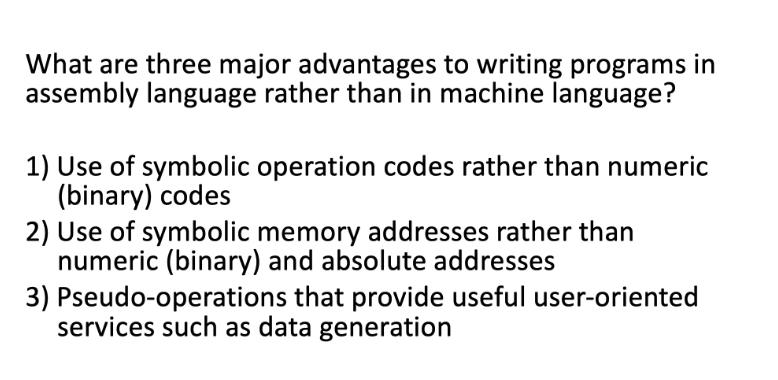 What are three major advantages to writing programs in
assembly language rather than in machine language?
1) Use of symbolic operation codes rather than numeric
(binary) codes
2) Use of symbolic memory addresses rather than
numeric (binary) and absolute addresses
3) Pseudo-operations that provide useful user-oriented
services such as data generation